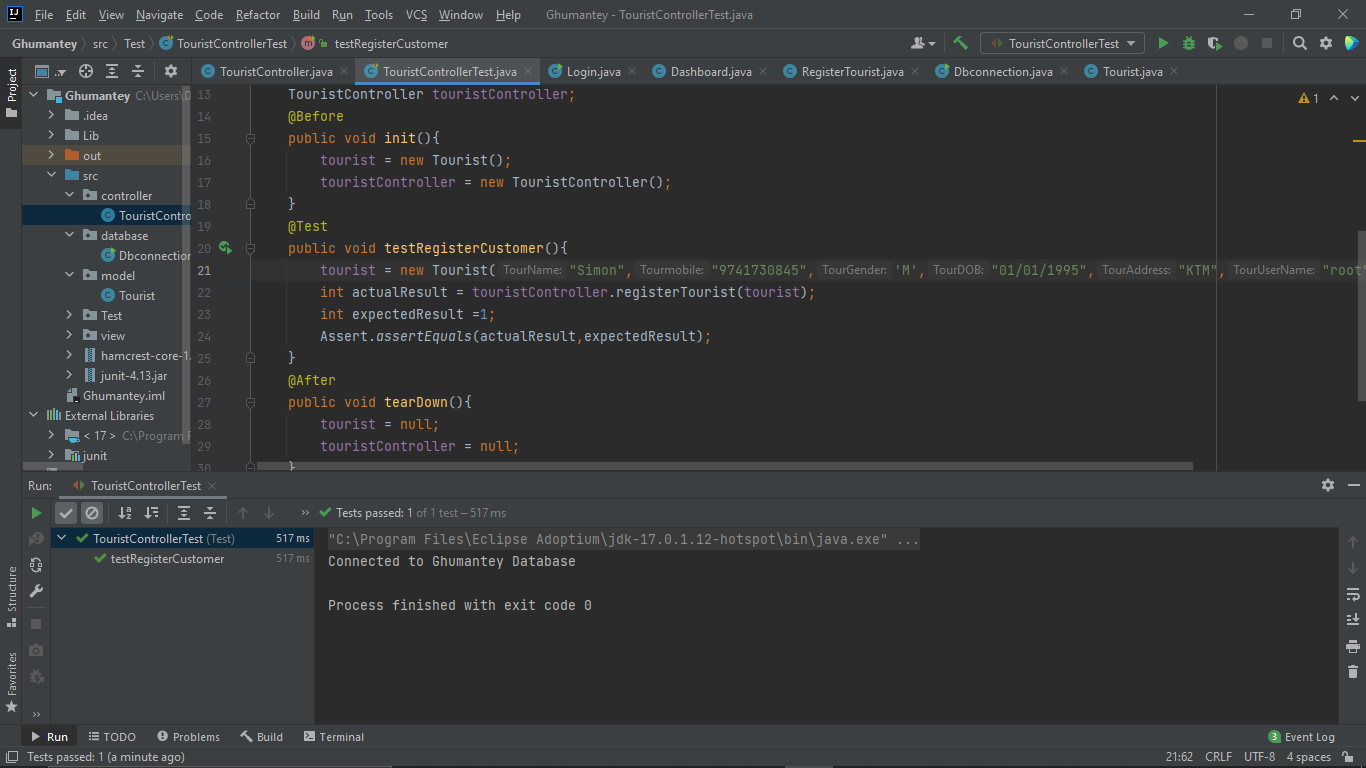 File Edit View Navigate Code Refactor Build Run Tools VCS Window Help Ghumantey - TouristControllerTest.java
Ghumantey src Test TouristControllerTest testRegisterCustomer TouristControllerTest
Project
TouristController.java TouristControllerTest.java Login.java Dashboard.java RegisterTourist.java Dbconnection.java Tourist.java
Ghumantey C:\Users\D
.idea
Lib
out
src
controller
TouristContro
database
Dbconnection
model
Tourist
Test
view
hamcrest-core-1.
junit-4.13.jar
Ghumantey.iml
External Libraries
< 17 > C:\Program F
junit
1
13 TouristController touristController;
14 @Before
15 public void init(){
16 tourist = new Tourist();
17 touristController = new TouristController();
18 }
19 @Test
20 public void testRegisterCustomer(){
21 tourist = new Tourist( TourName: "Simon", Tourmobile: "9741730845", TourGender: 'M', TourDOB: "01/01/1995", TourAddress: "KTM", TourUserName: "root"
22 int actualResult = touristController.registerTourist(tourist);
23 int expectedResult =1;
24 Assert.assertEquals(actualResult,expectedResult);
25 }
26 @After
27 public void tearDown(){
28 tourist = null;
29 touristController = null;
30 }
Run: TouristControllerTest
Tests passed: 1 of 1 test – 517 ms
TouristControllerTest (Test) 517 ms
testRegisterCustomer 517 ms
"C:\Program Files\Eclipse Adoptium\jdk-17.0.1.12-hotspot\bin\java.exe" ...
Connected to Ghumantey Database
Process finished with exit code 0
Structure
Favorites
Run TODO Problems Build Terminal 3 Event Log
Tests passed: 1 (a minute ago) 21:62 CRLF UTF-8 4 spaces